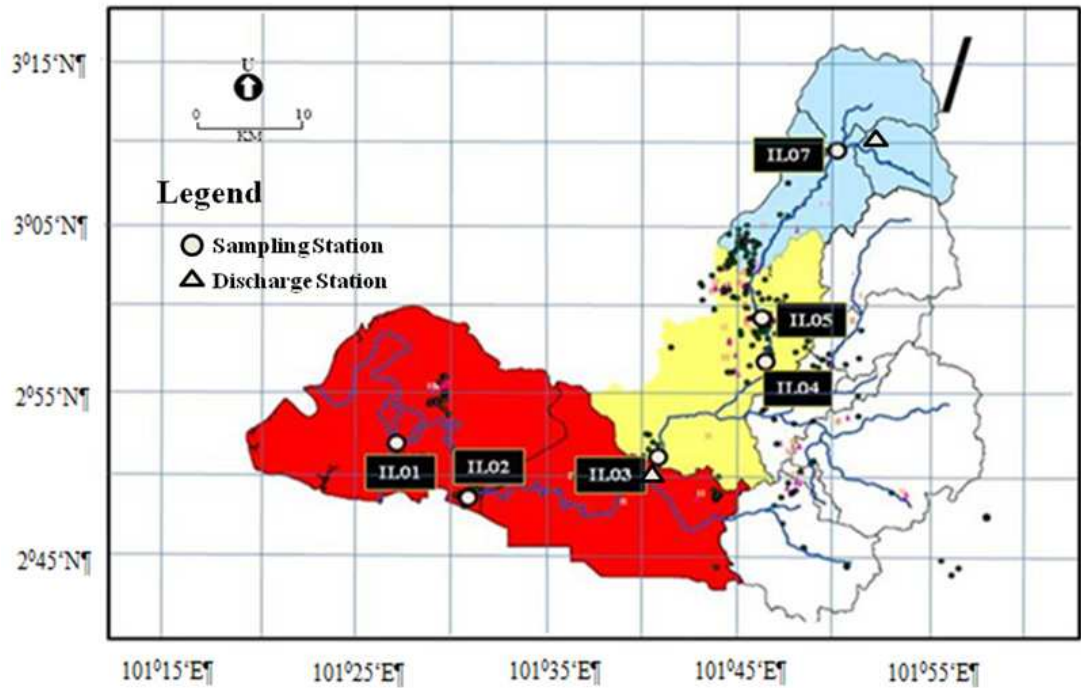 3⁰15‘N¶
U
0 10
KM
IL07
Legend
3⁰05‘N¶
Sampling Station
Discharge Station
IL05
IL04
2⁰55‘N¶
IL01
IL02
IL03
2⁰45‘N¶
101⁰15‘E¶ 101⁰25‘E¶ 101⁰35‘E¶ 101⁰45‘E¶ 101⁰55‘E¶